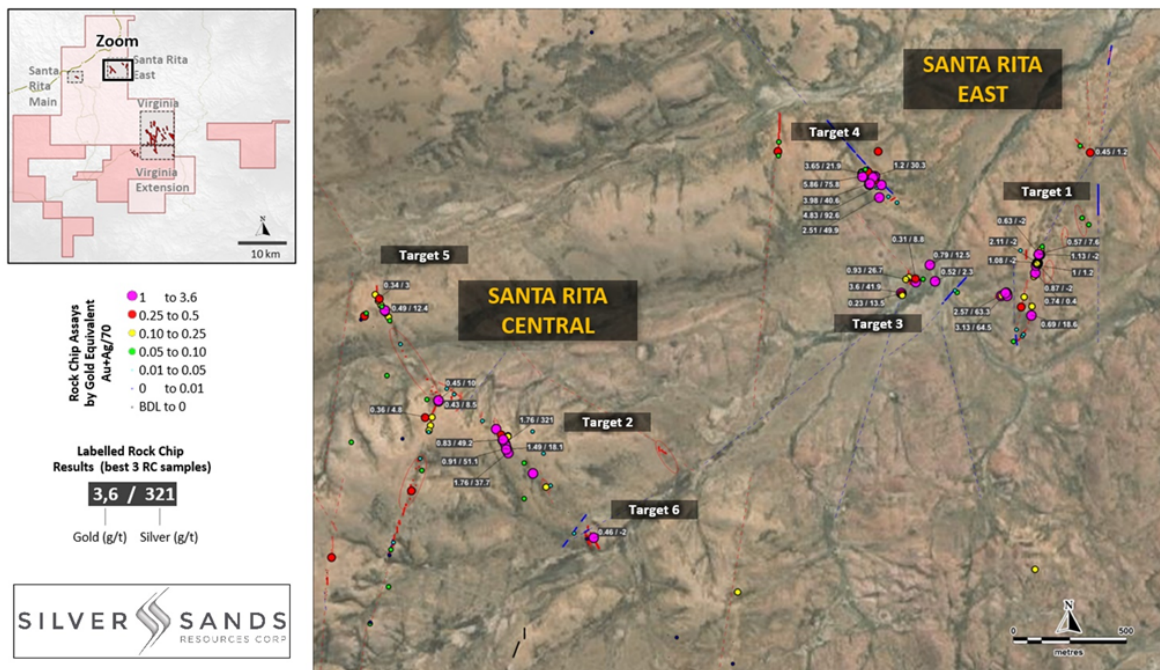 Zoom
Santa Rita Main
Santa Rita East
Virginia
Virginia Extension
N
10 km
Rock Chip Assays
by Gold Equivalent
Au+Ag/70
1 to 3.6
0.25 to 0.5
0.10 to 0.25
0.05 to 0.10
0.01 to 0.05
0 to 0.01
BDL to 0
Labelled Rock Chip
Results (best 3 RC samples)
3,6 / 321
Gold (g/t) Silver (g/t)
SILVER SANDS
RESOURCES CORP
SANTA RITA
EAST
Target 4
3.65 / 21.9
1.2 / 30.3
5.86 / 75.8
3.98 / 40.6
4.83 / 92.6
2.51 / 49.9
0.45 / 1.2
Target 1
0.63 / -2
2.11 / -2
0.57 / 7.6
1.13 / -2
1.08 / -2
1 / 1.2
0.87 / -2
0.74 / 0.4
0.69 / 18.6
0.31 / 8.8
0.79 / 12.5
0.93 / 26.7
0.52 / 2.3
3.6 / 41.9
0.23 / 13.5
2.57 / 63.3
3.13 / 64.5
Target 3
Target 5
0.34 / 3
0.49 / 12.4
SANTA RITA
CENTRAL
0.45 / 10
0.43 / 8.5
0.36 / 4.8
1.76 / 321
Target 2
0.83 / 49.2
1.49 / 18.1
0.91 / 51.1
1.76 / 37.7
Target 6
0.46 / -2
N
0 500
metres